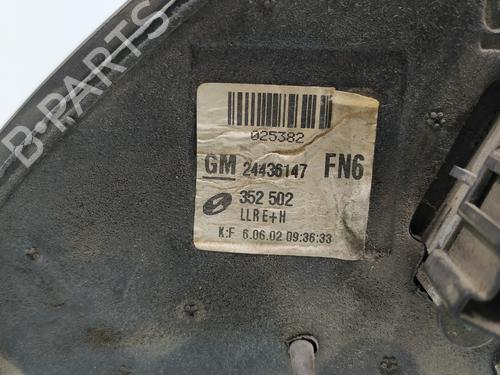 B-PARTS
025382
GM 24436147 FN6
352 502
LLRE+H
K:F 6.06.02 09:36:33